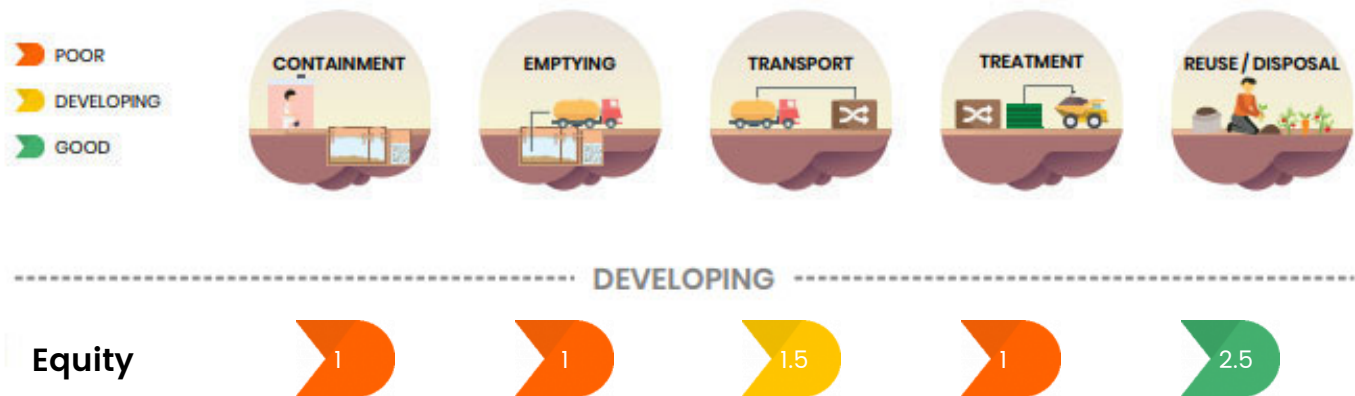 POOR
DEVELOPING
GOOD
CONTAINMENT
EMPTYING
TRANSPORT
TREATMENT
REUSE / DISPOSAL
DEVELOPING
Equity
1
1
1.5
1
2.5